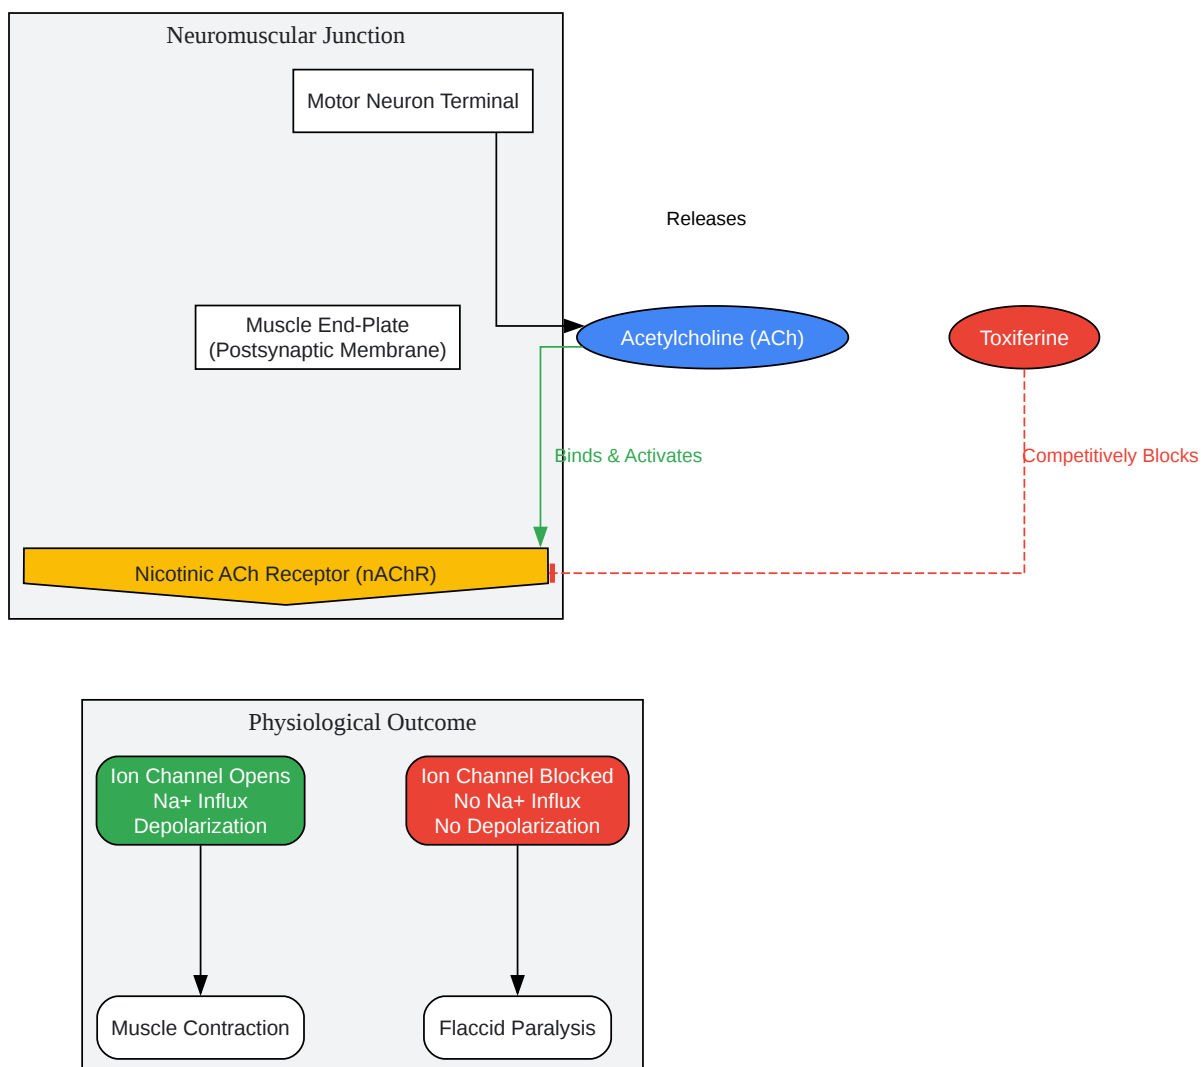 Neuromuscular Junction
Motor Neuron Terminal
Releases
Muscle End-Plate
(Postsynaptic Membrane)
Acetylcholine (ACh)
Toxiferine
Binds & Activates
Competitively Blocks
Nicotinic ACh Receptor (nAChR)
Physiological Outcome
Ion Channel Opens
Na+ Influx
Depolarization
Ion Channel Blocked
No Na+ Influx
No Depolarization
Muscle Contraction
Flaccid Paralysis